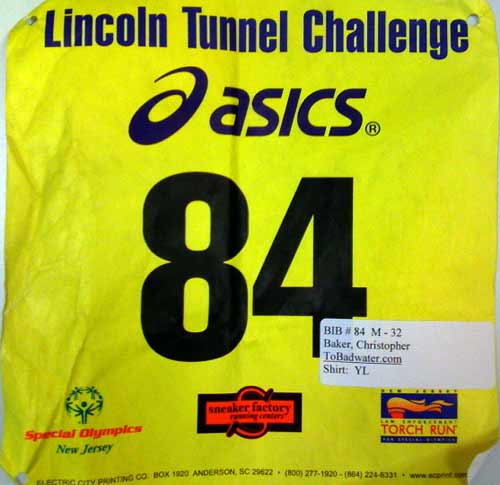 Lincoln Tunnel Challenge
asics®
84
BIB # 84 M - 32
Baker, Christopher
ToBadwater.com
Shirt: YL
Special Olympics
New Jersey
sneaker factory
running centers
NEW JERSEY
LAW ENFORCEMENT
TORCH RUN
FOR SPECIAL OLYMPICS
ELECTRIC CITY PRINTING CO. BOX 1920 ANDERSON, SC 29622 • (800) 277-1920 - (864) 224-6331 • www.ecprint.com